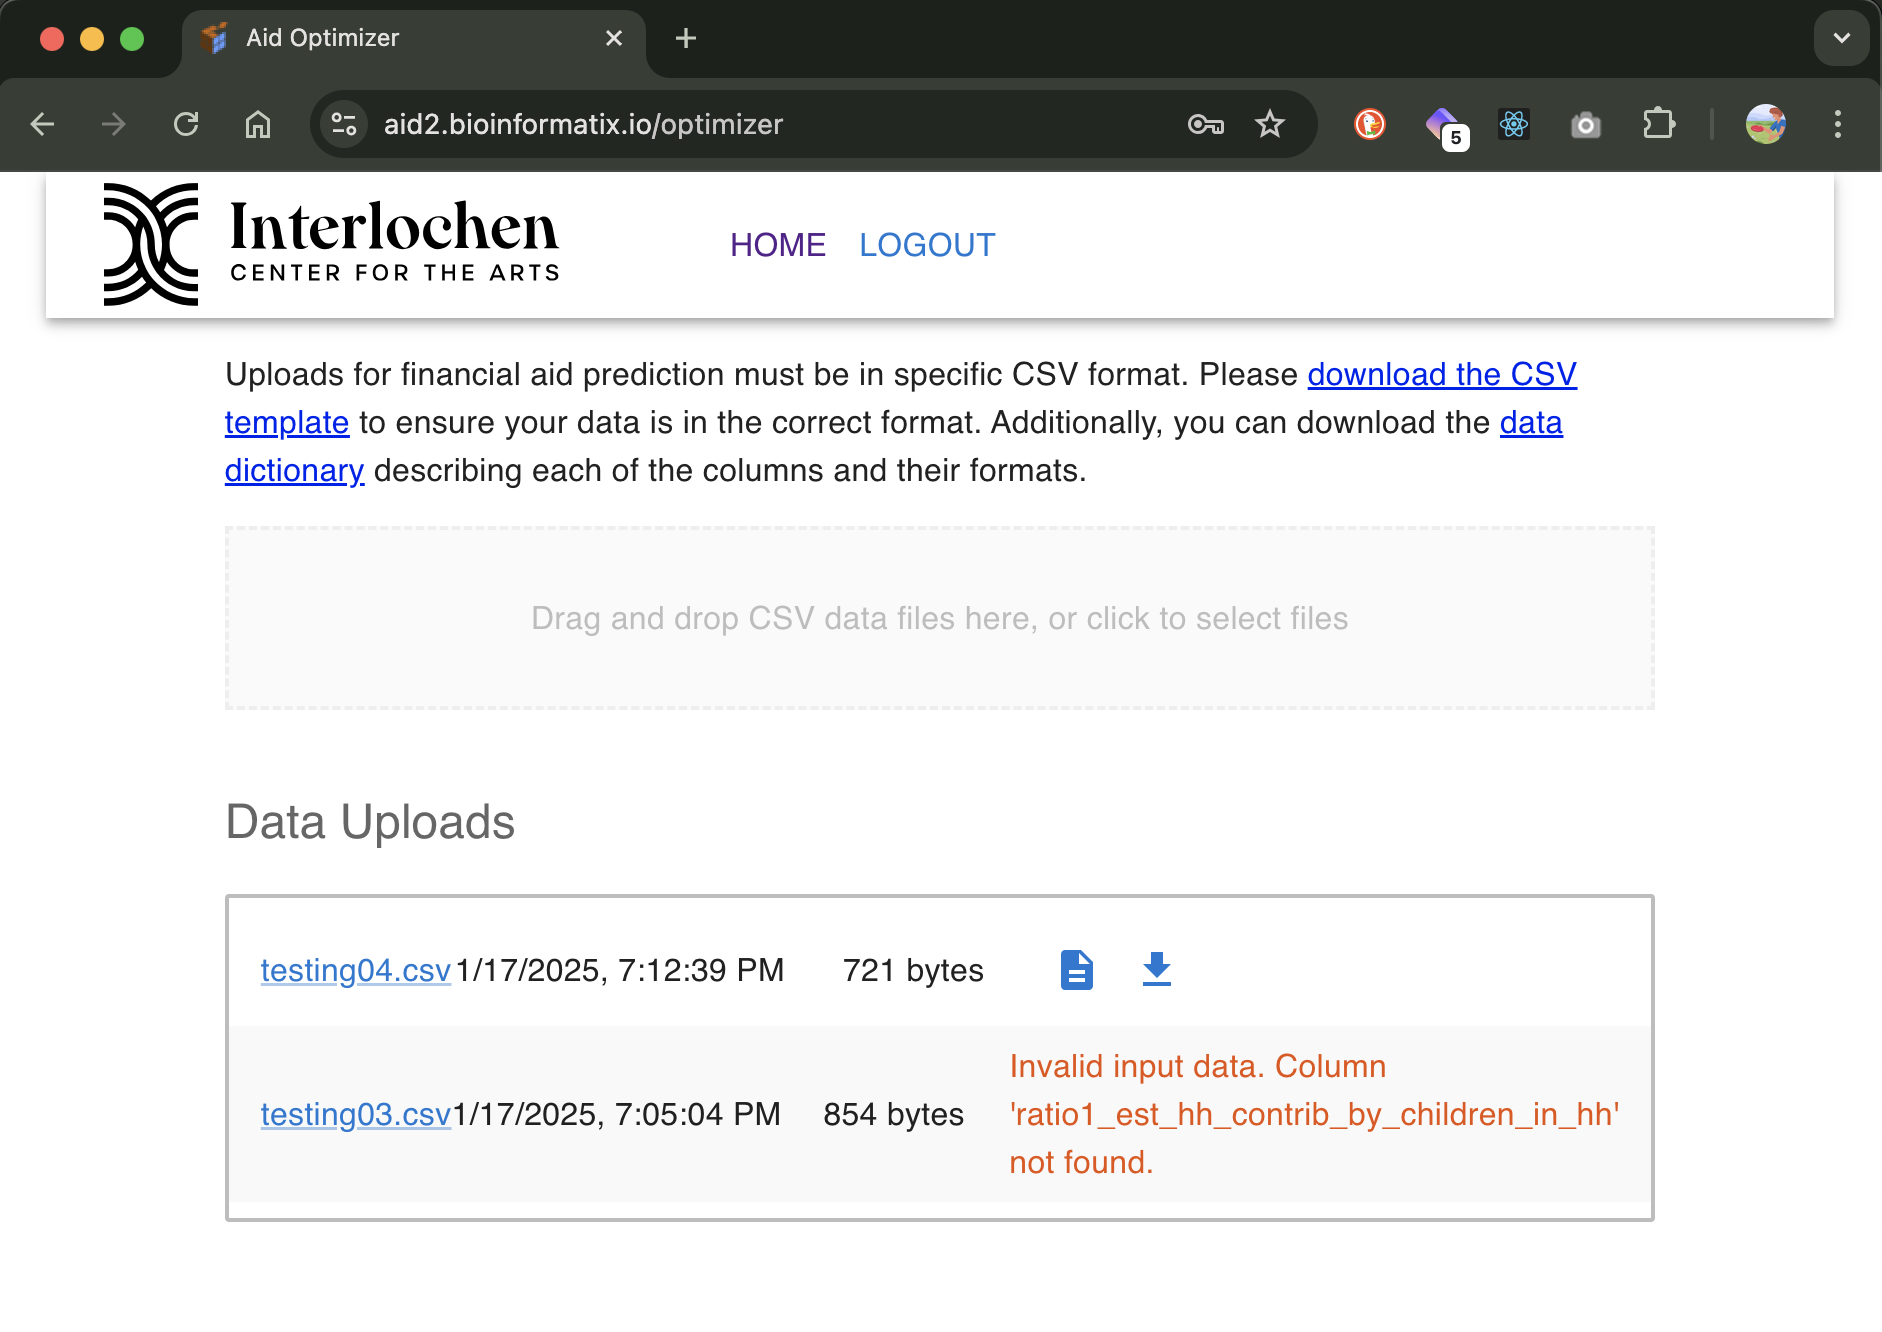 Aid Optimizer
aid2.bioinformatix.io/optimizer
5
Interlochen
CENTER FOR THE ARTS
HOME LOGOUT
Uploads for financial aid prediction must be in specific CSV format. Please download the CSV
template to ensure your data is in the correct format. Additionally, you can download the data
dictionary describing each of the columns and their formats.
Drag and drop CSV data files here, or click to select files
Data Uploads
testing04.csv 1/17/2025, 7:12:39 PM 721 bytes
testing03.csv 1/17/2025, 7:05:04 PM 854 bytes
Invalid input data. Column
'ratio1_est_hh_contrib_by_children_in_hh'
not found.